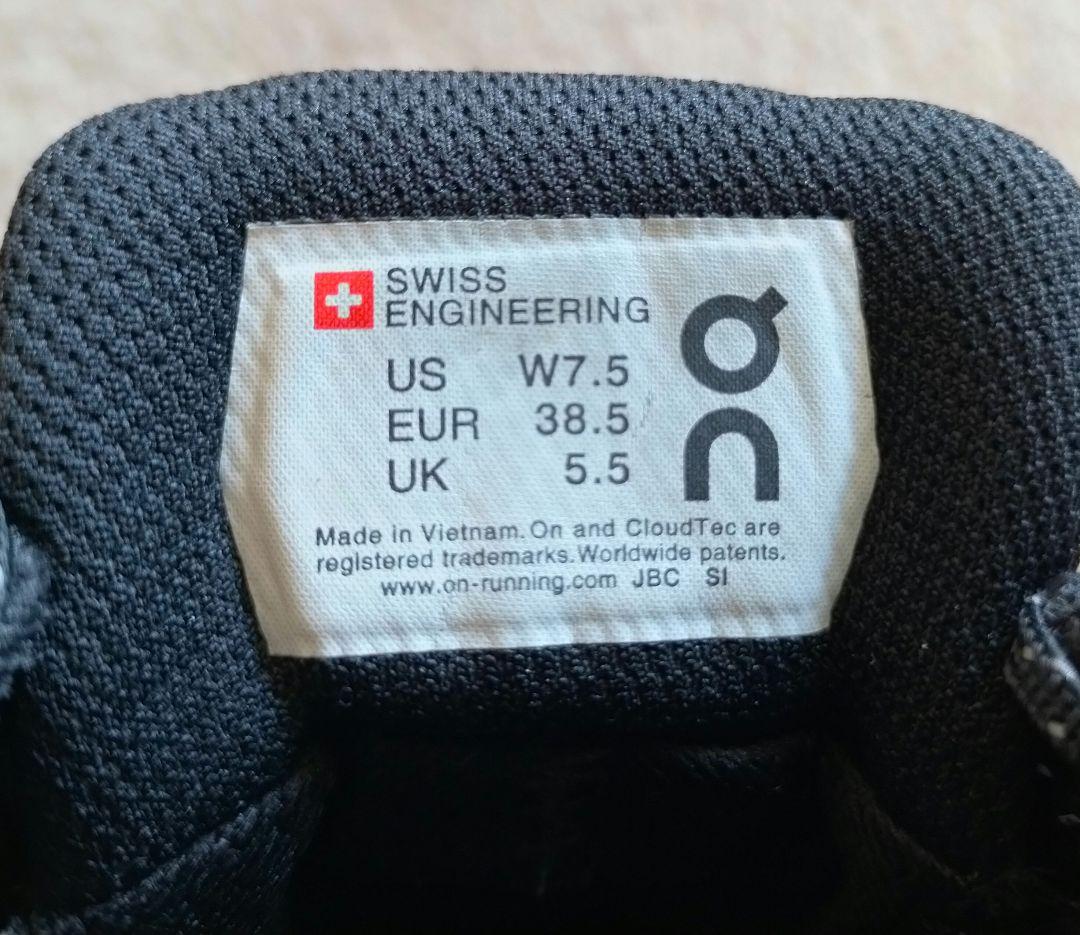 SWISS
ENGINEERING
US W7.5
EUR 38.5
UK 5.5
On
Made in Vietnam. On and CloudTec are
registered trademarks. Worldwide patents.
www.on-running.com JBC SI